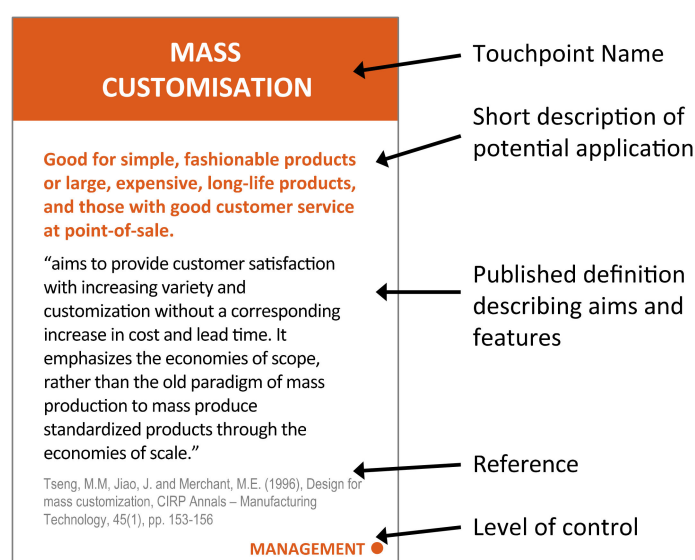 MASS
CUSTOMISATION
Good for simple, fashionable products
or large, expensive, long-life products,
and those with good customer service
at point-of-sale.
“aims to provide customer satisfaction
with increasing variety and
customization without a corresponding
increase in cost and lead time. It
emphasizes the economies of scope,
rather than the old paradigm of mass
production to mass produce
standardized products through the
economies of scale.”
Tseng, M.M, Jiao, J. and Merchant, M.E. (1996), Design for
mass customization, CIRP Annals – Manufacturing
Technology, 45(1), pp. 153-156
MANAGEMENT
Touchpoint Name
Short description of
potential application
Published definition
describing aims and
features
Reference
Level of control